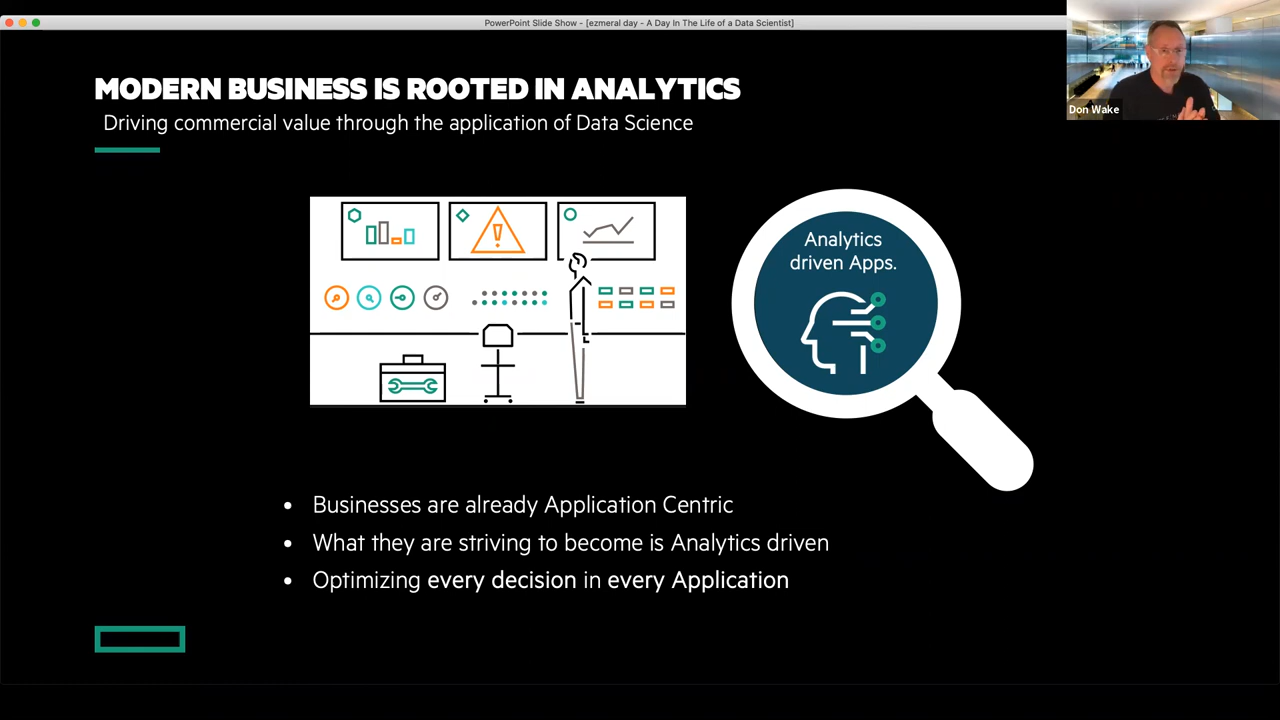 PowerPoint Slide Show - [ezmeral day - A Day In The Life of a Data Scientist]
Don Wake
MODERN BUSINESS IS ROOTED IN ANALYTICS
Driving commercial value through the application of Data Science
Analytics
driven Apps.
• Businesses are already Application Centric
• What they are striving to become is Analytics driven
• Optimizing every decision in every Application